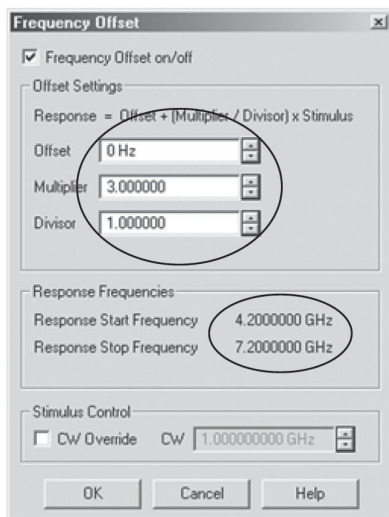 Frequency Offset
Frequency Offset on/off
Offset Settings
Response = Offset + (Multiplier / Divisor) x Stimulus
Offset 0 Hz
Multiplier 3.000000
Divisor 1.000000
Response Frequencies
Response Start Frequency 4.2000000 GHz
Response Stop Frequency 7.2000000 GHz
Stimulus Control
CW Override CW 1.000000000 GHz
OK Cancel Help